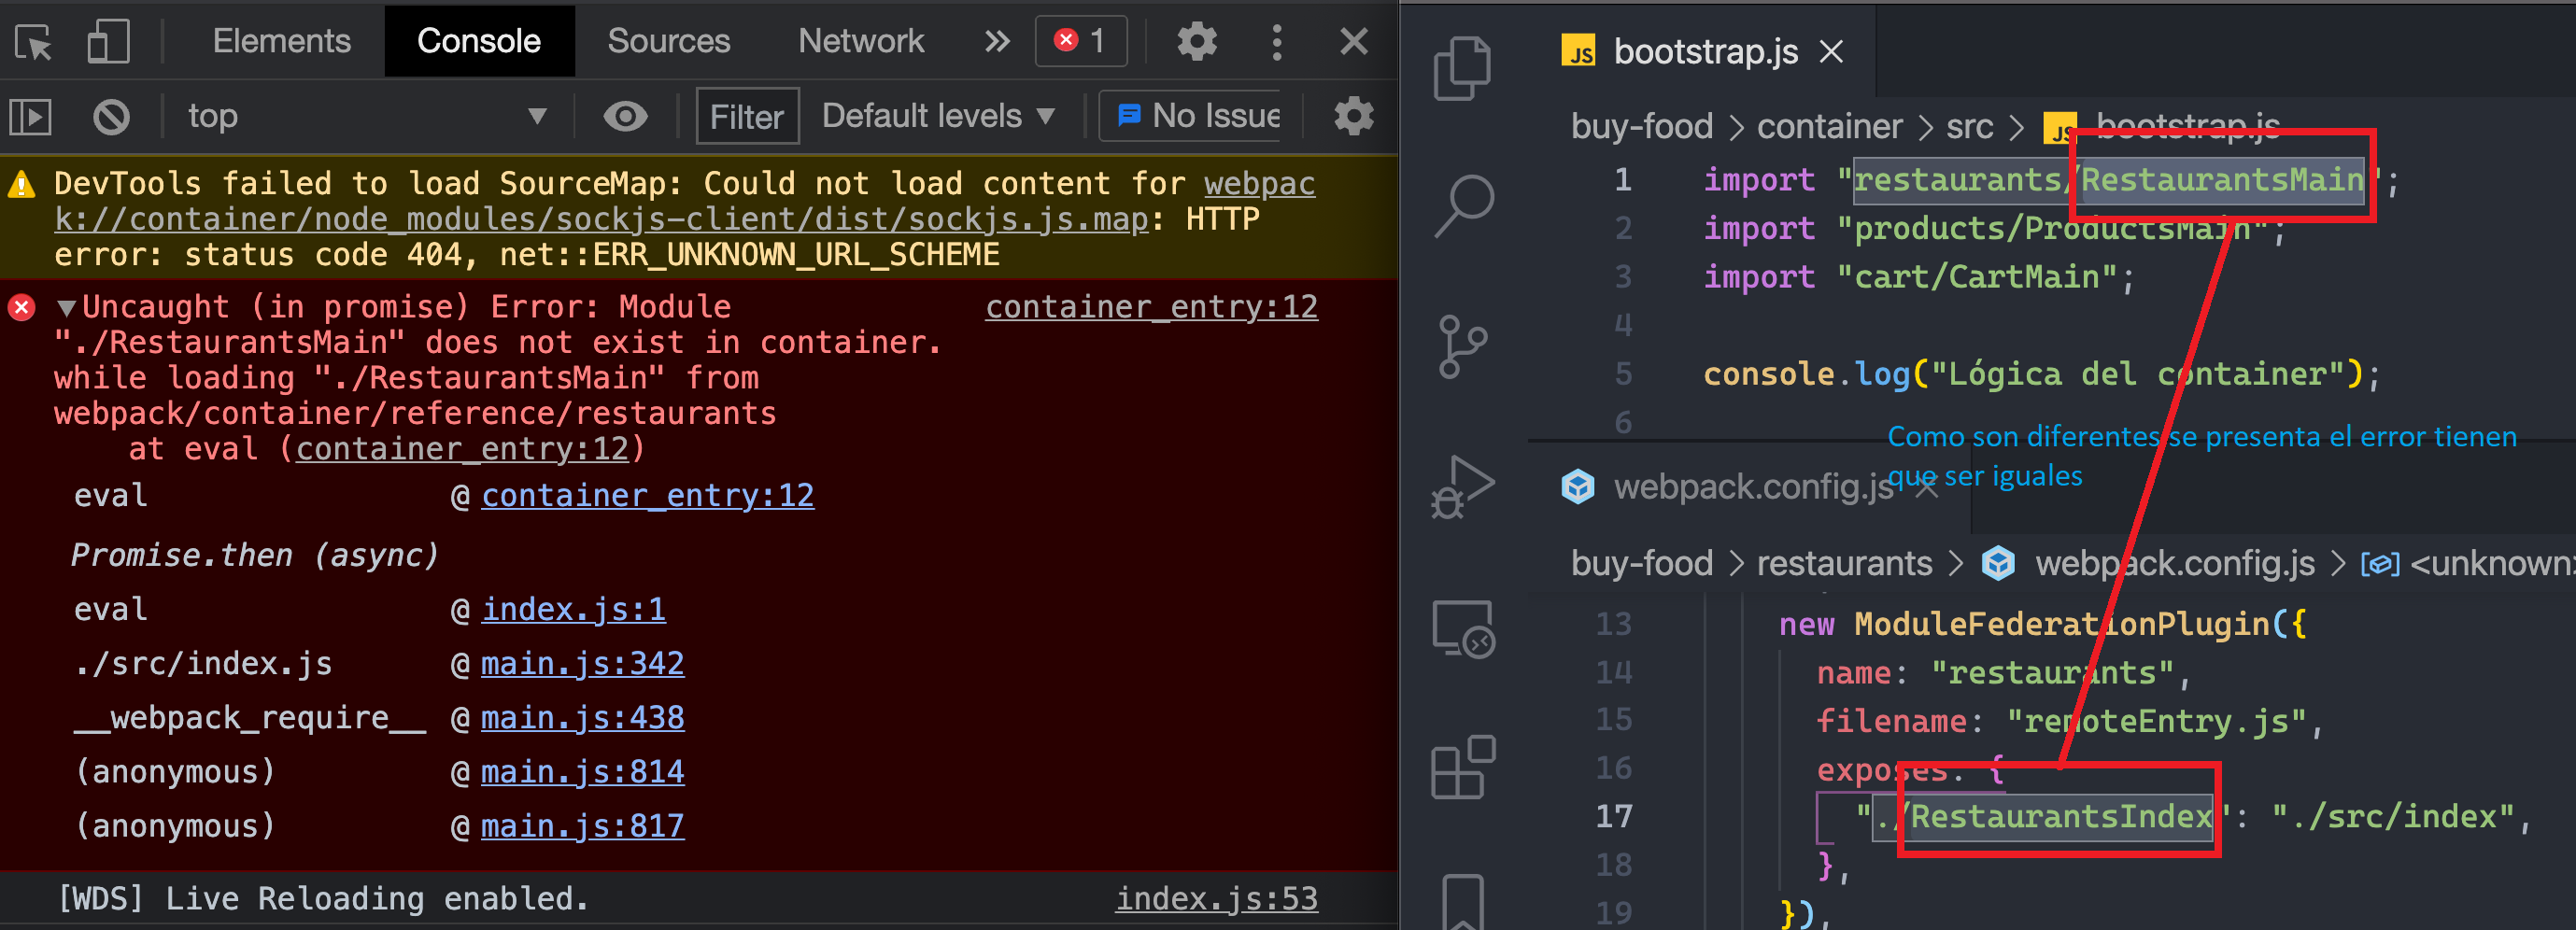 Elements Console Sources Network » 1
top Filter Default levels No Issue
DevTools failed to load SourceMap: Could not load content for webpac
k://container/node_modules/sockjs-client/dist/sockjs.js.map: HTTP
error: status code 404, net::ERR_UNKNOWN_URL_SCHEME
Uncaught (in promise) Error: Module container_entry:12
"./RestaurantsMain" does not exist in container.
while loading "./RestaurantsMain" from
webpack/container/reference/restaurants
at eval (container_entry:12)
eval @ container_entry:12
Promise.then (async)
eval @ index.js:1
./src/index.js @ main.js:342
__webpack_require__ @ main.js:438
(anonymous) @ main.js:814
(anonymous) @ main.js:817
[WDS] Live Reloading enabled. index.js:53
JS bootstrap.js
buy-food > container > src > JS bootstrap.js
1 import "restaurants/RestaurantsMain";
2 import "products/ProductsMain";
3 import "cart/CartMain";
4
5 console.log("Lógica del container");
6
Como son diferentes se presenta el error tienen
que ser iguales
webpack.config.js
buy-food > restaurants > webpack.config.js > <unknown>
13 new ModuleFederationPlugin({
14 name: "restaurants",
15 filename: "remoteEntry.js",
16 exposes: {
17 "./RestaurantsIndex": "./src/index",
18 },
19 }),